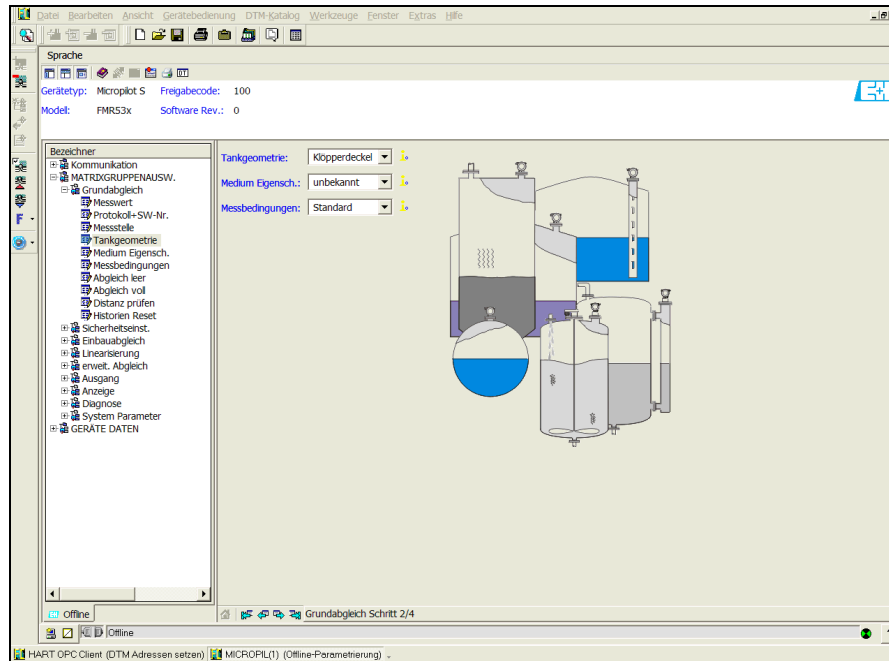 Datei Bearbeiten Ansicht Gerätebedienung DTM-Katalog Werkzeuge Fenster Extras Hilfe
Sprache
Gerätetyp: Micropilot S Freigabecode: 100
Model: FMR53x Software Rev.: 0
E+
Bezeichner
Kommunikation
MATRIXGRUPPENAUSW.
Grundabgleich
Messwert
Protokoll+SW-Nr.
Messstelle
Tankgeometrie
Medium Eigensch.
Messbedingungen
Abgleich leer
Abgleich voll
Distanz prüfen
Historien Reset
Sicherheitseinst.
Einbauabgleich
Linearisierung
erweit. Abgleich
Ausgang
Anzeige
Diagnose
System Parameter
GERÄTE DATEN
Tankgeometrie: Klöpperdeckel
Medium Eigensch.: unbekannt
Messbedingungen: Standard
F
Offline
Grundabgleich Schritt 2/4
Offline
HART OPC Client (DTM Adressen setzen) MICROPIL(1) (Offline-Parametrierung)